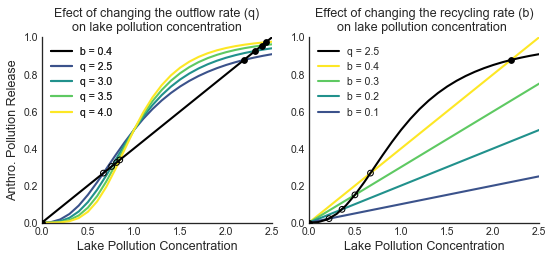 Efect of changing the outflow rate (q)
on lake pollution concentration
Anthro. Pollution Release
1.0
0.8
0.6
0.4
0.2
0.0
b = 0.4
q = 2.5
q = 3.0
q = 3.5
q = 4.0
0.0 0.5 1.0 1.5 2.0 2.5
Lake Pollution Concentration
Effect of changing the recycling rate (b)
on lake pollution concentration
1.0
0.8
0.6
0.4
0.2
0.0
q = 2.5
b = 0.4
b = 0.3
b = 0.2
b = 0.1
0.0 0.5 1.0 1.5 2.0 2.5
Lake Pollution Concentration